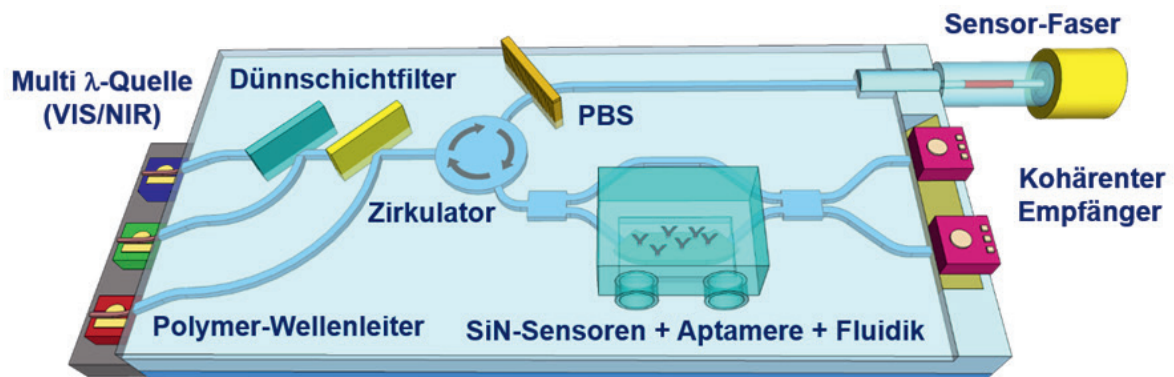 Sensor-Faser
Multi λ-Quelle
(VIS/NIR)
Dünnschichtfilter
PBS
Zirkulator
Kohärenter
Empfänger
Polymer-Wellenleiter
SiN-Sensoren + Aptamere + Fluidik